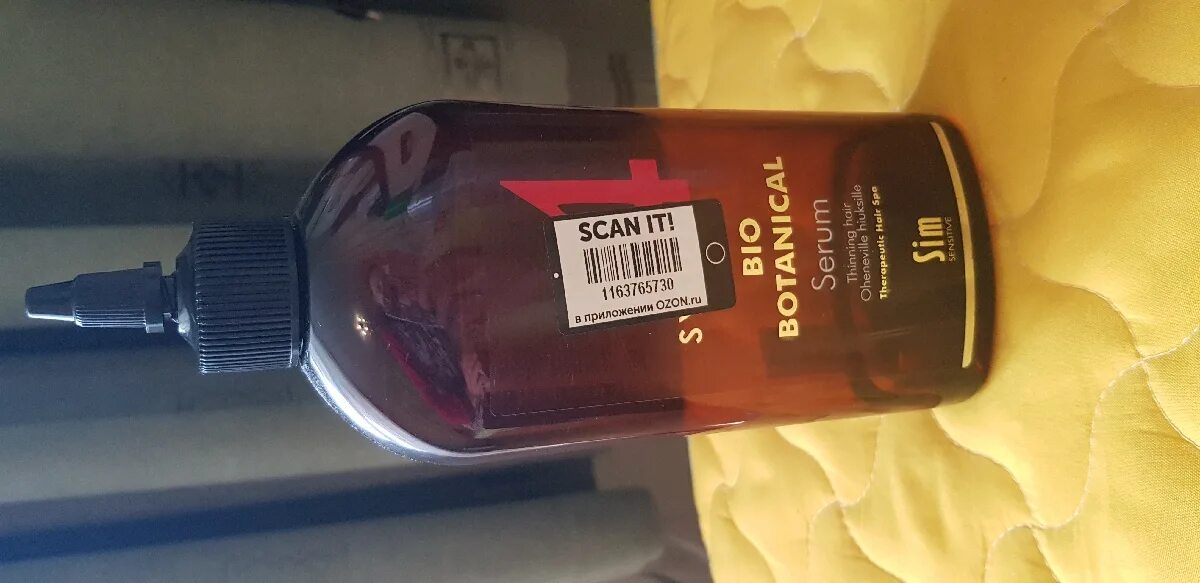 SCAN IT!
1163765730
в приложении OZON.ru
BIO
BOTANICAL
Serum
Thinning hair
Oheneville hiuksille
Therapeutic Hair Spa
Sim
SENSITIVE